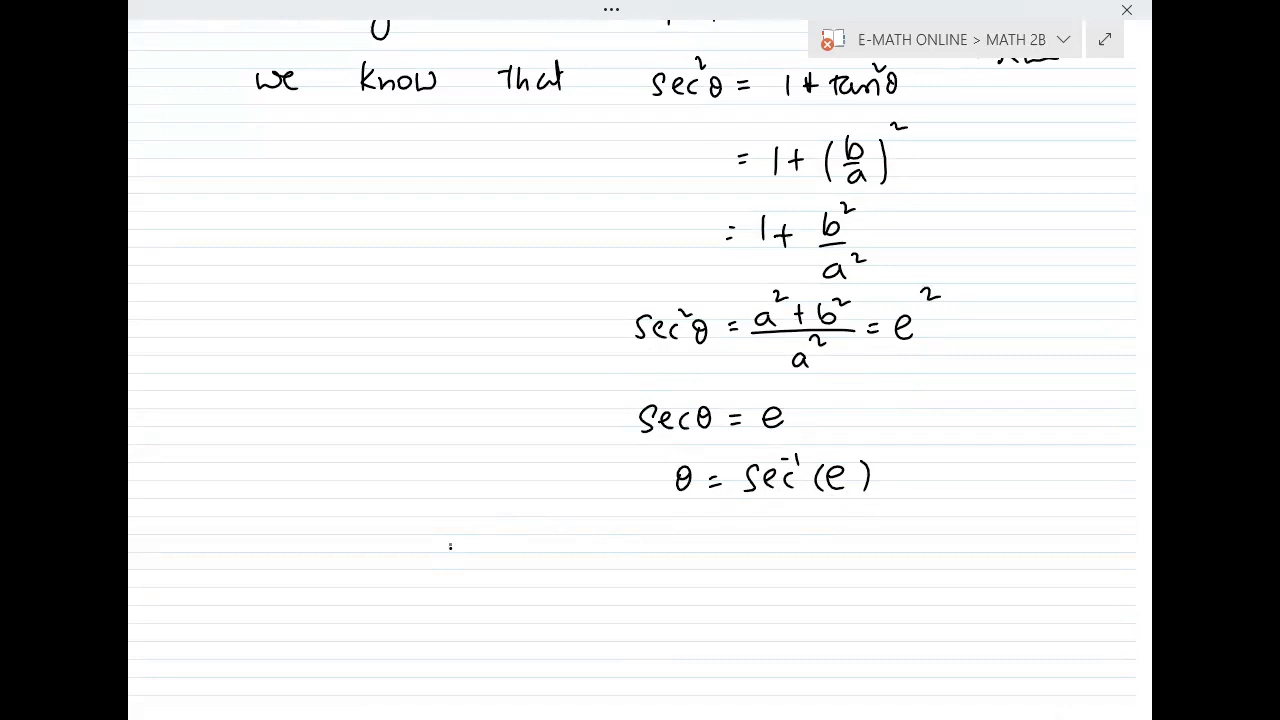 E-MATH ONLINE > MATH 2B
we know that sec²θ = 1 + tan²θ
= 1 + (b/a)²
= 1 + b²/a²
sec²θ = a² + b²/a² = e²
secθ = e
θ = sec⁻¹(e)